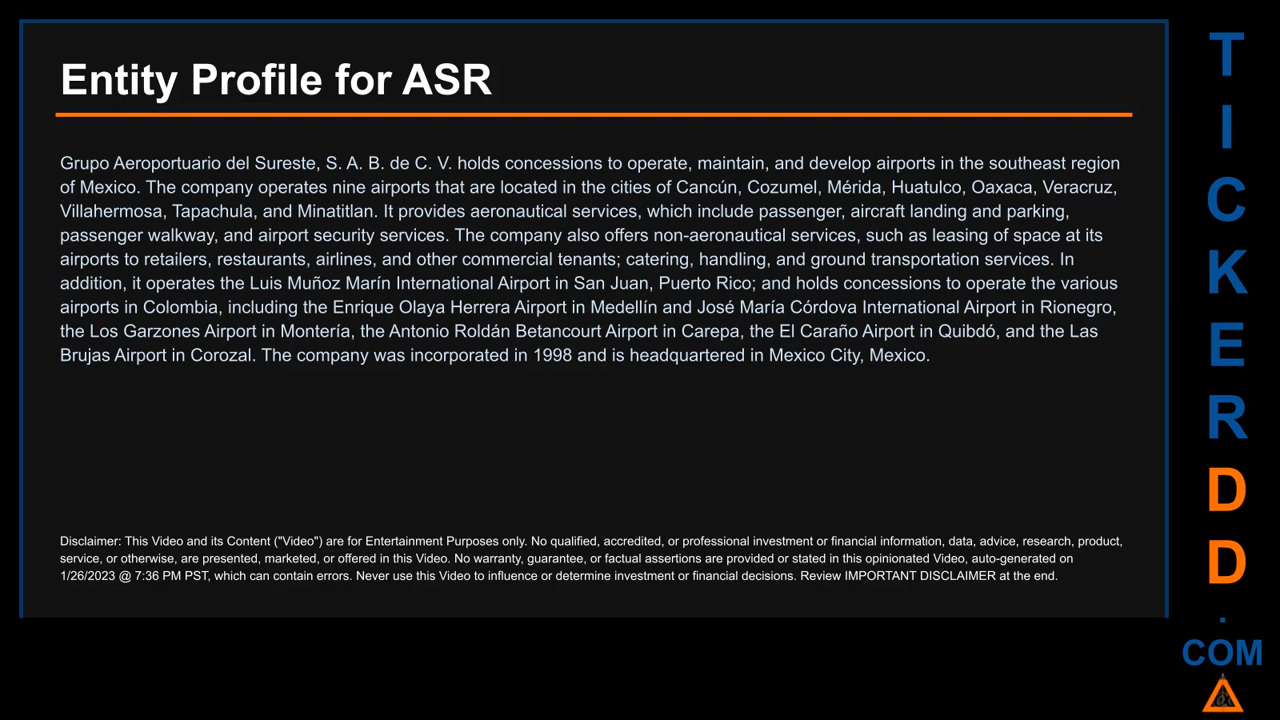 Entity Profile for ASR
Grupo Aeroportuario del Sureste, S. A. B. de C. V. holds concessions to operate, maintain, and develop airports in the southeast region
of Mexico. The company operates nine airports that are located in the cities of Cancún, Cozumel, Mérida, Huatulco, Oaxaca, Veracruz,
Villahermosa, Tapachula, and Minatitlan. It provides aeronautical services, which include passenger, aircraft landing and parking,
passenger walkway, and airport security services. The company also offers non-aeronautical services, such as leasing of space at its
airports to retailers, restaurants, airlines, and other commercial tenants; catering, handling, and ground transportation services. In
addition, it operates the Luis Muñoz Marín International Airport in San Juan, Puerto Rico; and holds concessions to operate the various
airports in Colombia, including the Enrique Olaya Herrera Airport in Medellín and José María Córdova International Airport in Rionegro,
the Los Garzones Airport in Montería, the Antonio Roldán Betancourt Airport in Carepa, the El Caraño Airport in Quibdó, and the Las
Brujas Airport in Corozal. The company was incorporated in 1998 and is headquartered in Mexico City, Mexico.
Disclaimer: This Video and its Content ("Video") are for Entertainment Purposes only. No qualified, accredited, or professional investment or financial information, data, advice, research, product,
service, or otherwise, are presented, marketed, or offered in this Video. No warranty, guarantee, or factual assertions are provided or stated in this opinionated Video, auto-generated on
1/26/2023 @ 7:36 PM PST, which can contain errors. Never use this Video to influence or determine investment or financial decisions. Review IMPORTANT DISCLAIMER at the end.
T
I
C
K
E
R
D
D
.
COM